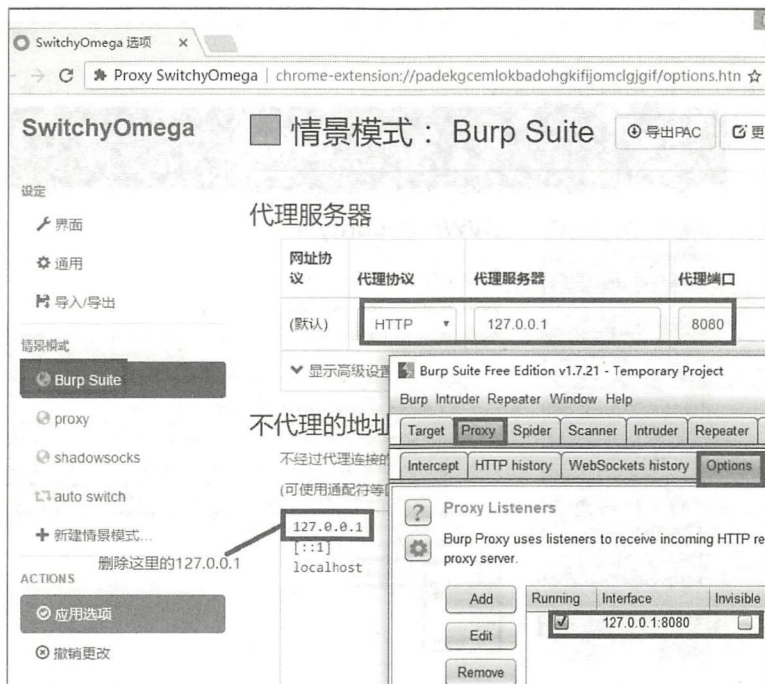 SwitchyOmega 选项 ×
Proxy SwitchyOmega | chrome-extension://padekgcemlokbadohgkifijomclgjgif/options.htn
SwitchyOmega
情景模式： Burp Suite
导出PAC
更
设定
界面
通用
导入/导出
情景模式
Burp Suite
proxy
shadowsocks
auto switch
新建情景模式...
ACTIONS
应用选项
撤销更改
代理服务器
网址协议 代理协议 代理服务器 代理端口
(默认) HTTP 127.0.0.1 8080
显示高级设置
不代理的地址
不经过代理连接的
(可使用通配符等
127.0.0.1
[::1]
localhost
删除这里的127.0.0.1
Burp Suite Free Edition v1.7.21 - Temporary Project
Burp Intruder Repeater Window Help
Target Proxy Spider Scanner Intruder Repeater
Intercept HTTP history WebSockets history Options
? Proxy Listeners
Burp Proxy uses listeners to receive incoming HTTP re
proxy server.
Add
Edit
Remove
Running Interface Invisible
127.0.0.1:8080